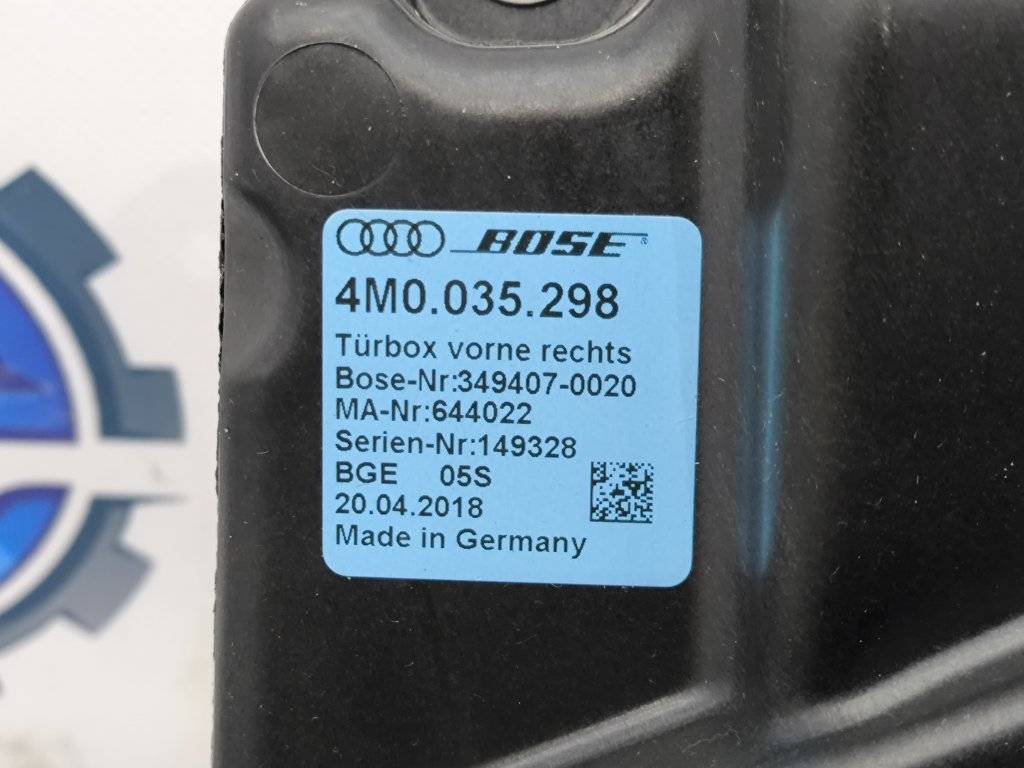 BOSE®
4M0.035.298
Türbox vorne rechts
Bose-Nr:349407-0020
MA-Nr:644022
Serien-Nr:149328
BGE 05S
20.04.2018
Made in Germany